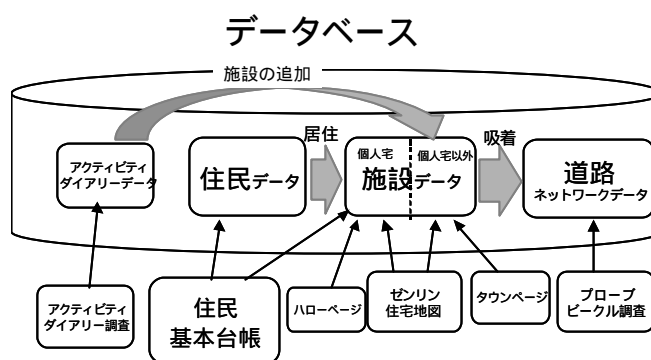 データベース
施設の追加
アクティビティ
ダイアリーデータ
住民データ
居住
個人宅
個人宅以外
施設データ
吸着
道路
ネットワークデータ
アクティビティ
ダイアリー調査
住民
基本台帳
ハローページ
ゼンリン
住宅地図
タウンページ
プローブ
ビークル調査